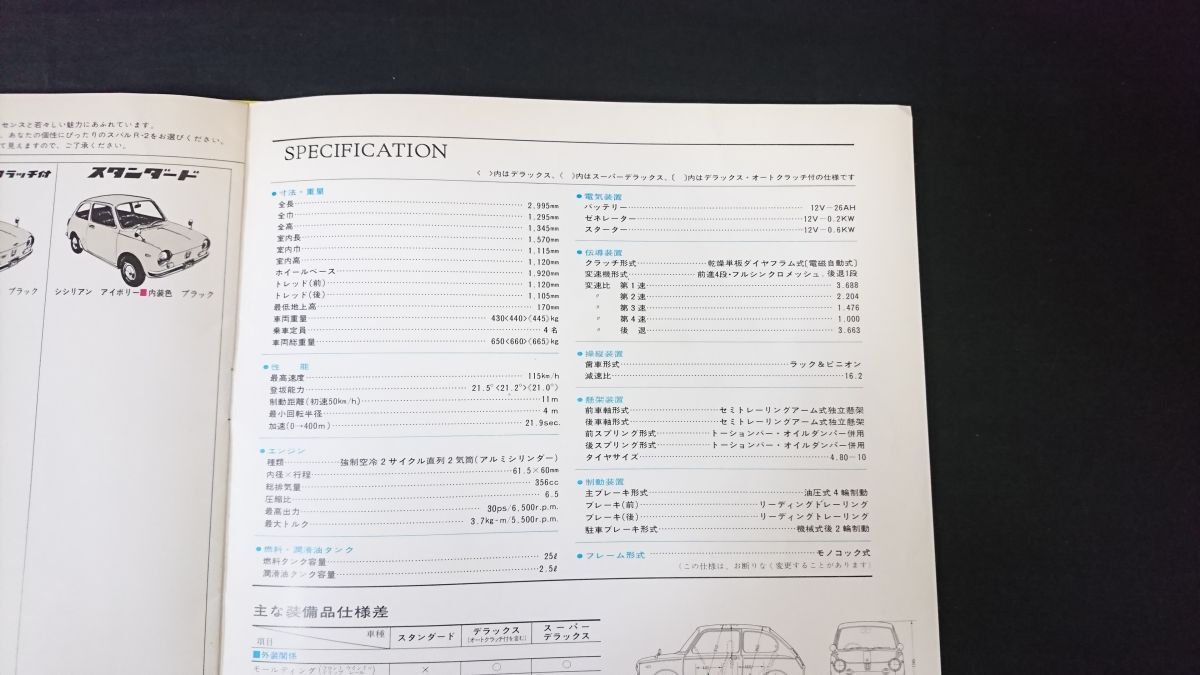 センスと若々しい魅力にあふれています。
、あなたの個性にぴったりのスバルR-2をお選びください。
て見えますので、ご了承ください。
クラッチ付
スタンダード
ブラック
シシリアン アイボリー■内装色 ブラック
SPECIFICATION
〈 〉内はデラックス、( )内はスーパーデラックス、〔 〕内はデラックス・オートクラッチ付の仕様です
●寸法・重量
全長 2,995mm
全巾 1,295mm
全高 1,345mm
室内長 1,570mm
室内巾 1,115mm
室内高 1,120mm
ホイールベース 1,920mm
トレッド(前) 1,120mm
トレッド(後) 1,105mm
最低地上高 170mm
車両重量 430〈440〉(445)kg
乗車定員 4名
車両総重量 650〈660〉(665)kg
●性 能
最高速度 115km/h
登坂能力 21.5°〈21.2°〉(21.0°)
制動距離(初速50km/h) 11m
最小回転半径 4m
加速(0→400m) 21.9sec.
●エンジン
種類 強制空冷2サイクル直列2気筒(アルミシリンダー)
内径×行程 61.5×60mm
総排気量 356cc
圧縮比 6.5
最高出力 30ps/6,500r.p.m.
最大トルク 3.7kg-m/5,500r.p.m.
●燃料・潤滑油タンク
燃料タンク容量 25ℓ
潤滑油タンク容量 2.5ℓ
●電気装置
バッテリー 12V−26AH
ゼネレーター 12V−0.2KW
スターター 12V−0.6KW
●伝導装置
クラッチ形式 乾燥単板ダイヤフラム式〔電磁自動式〕
変速機形式 前進4段・フルシンクロメッシュ、後退1段
変速比 第1速 3.688
〃 第2速 2.204
〃 第3速 1.476
〃 第4速 1.000
〃 後 退 3.663
●操縦装置
歯車形式 ラック&ピニオン
減速比 16.2
●懸架装置
前車軸形式 セミトレーリングアーム式独立懸架
後車軸形式 セミトレーリングアーム式独立懸架
前スプリング形式 トーションバー・オイルダンパー併用
後スプリング形式 トーションバー・オイルダンパー併用
タイヤサイズ 4.80−10
●制動装置
主ブレーキ形式 油圧式4輪制動
ブレーキ(前) リーディングトレーリング
ブレーキ(後) リーディングトレーリング
駐車ブレーキ形式 機械式後2輪制動
●フレーム形式 モノコック式
(この仕様は、お断りなく変更することがあります)
主な装備品仕様差
項目 車種 スタンダード デラックス(オートクラッチ付を含む) スーパーデラックス
■外装関係
モールディング × ○ ○